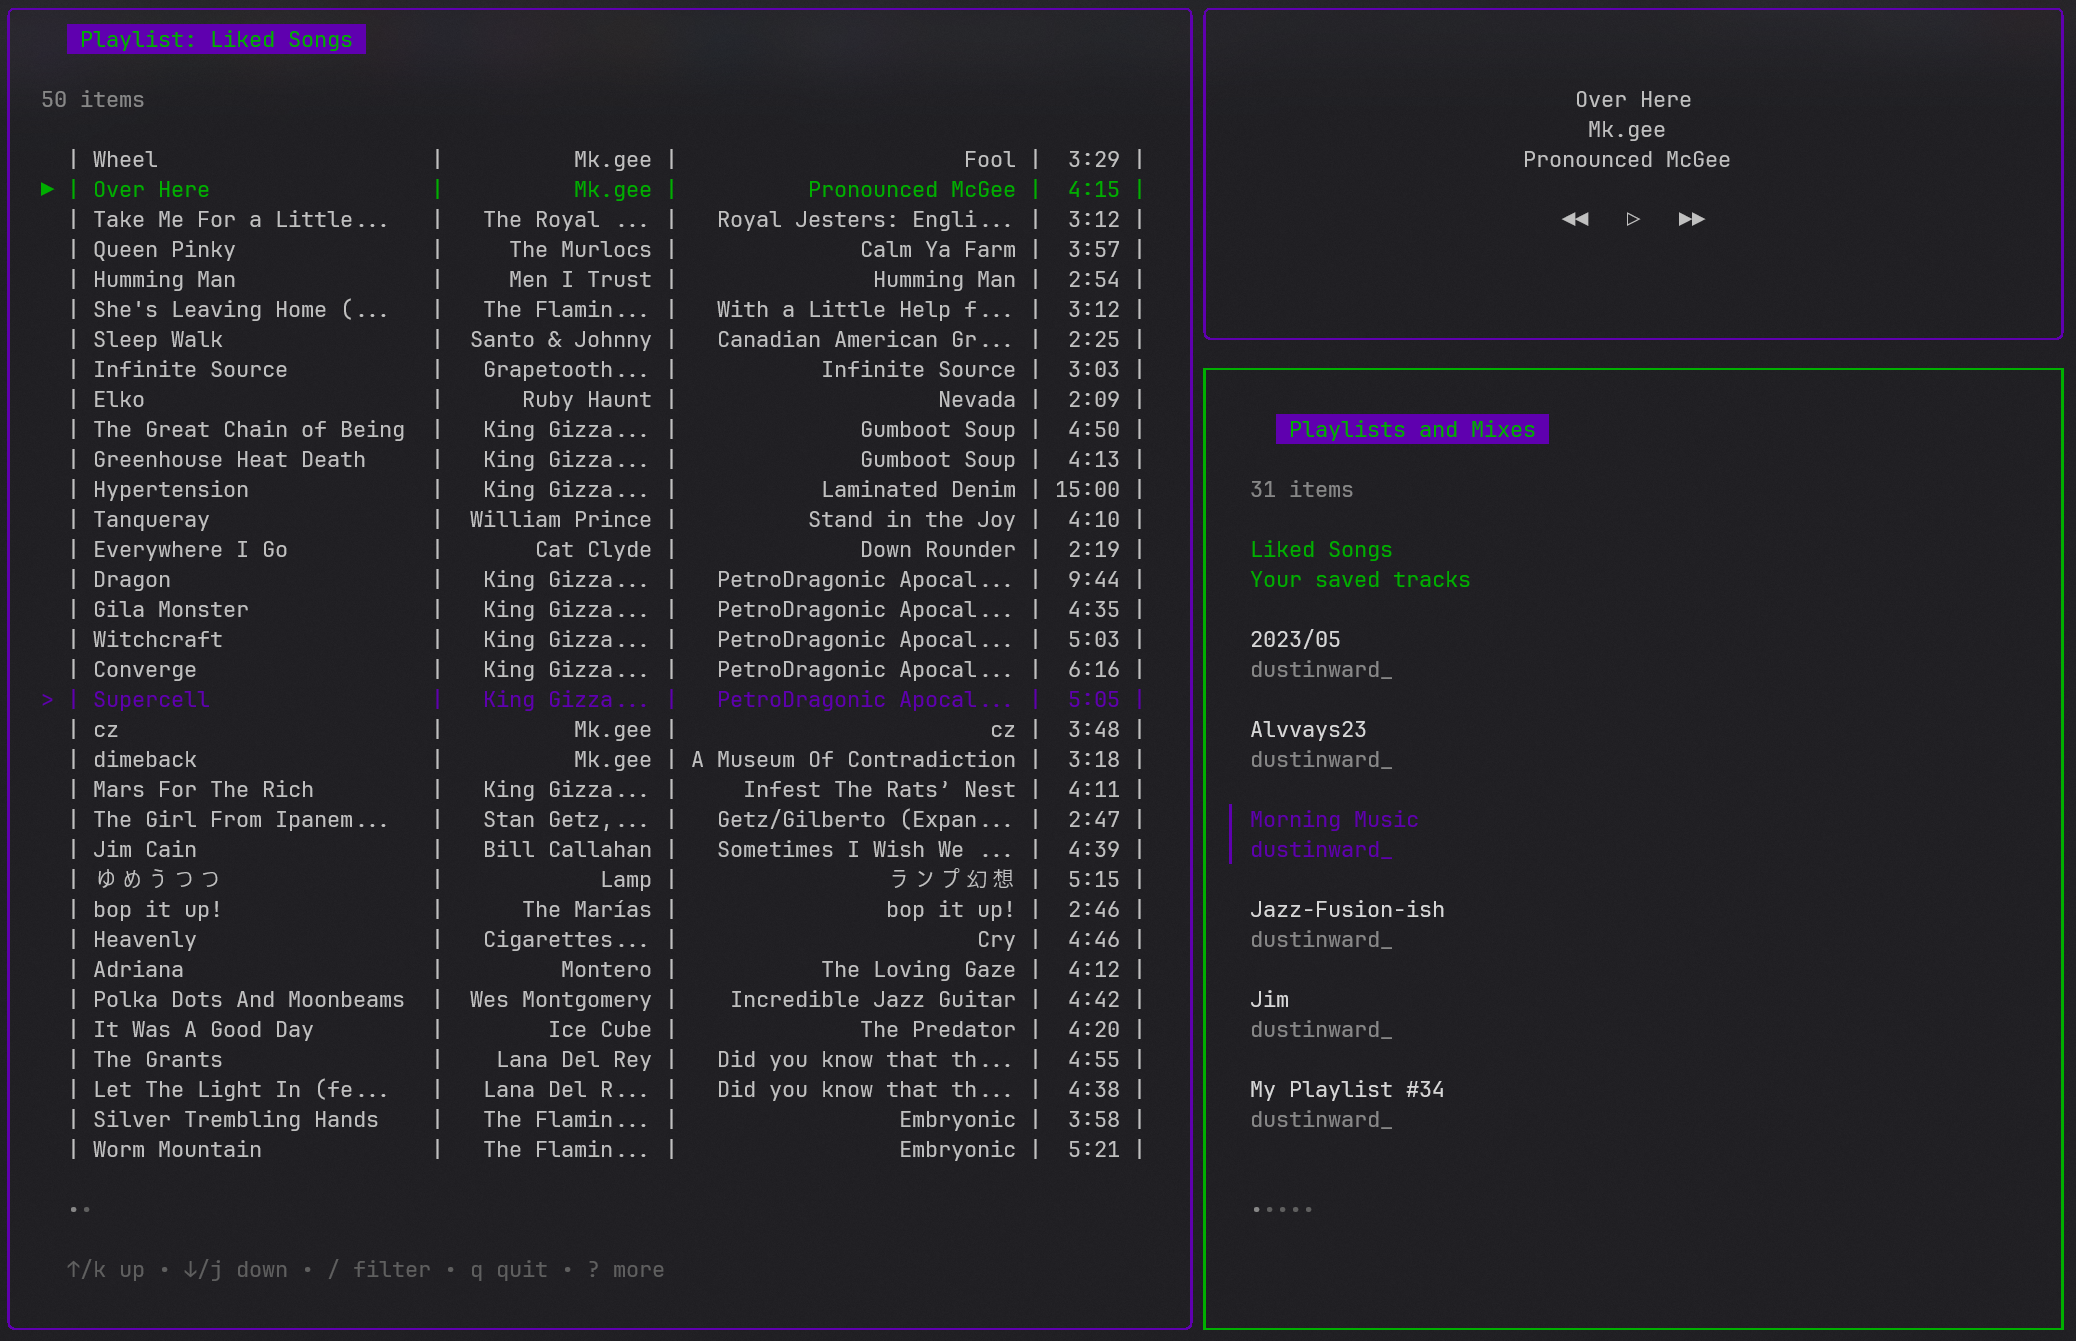 Playlist: Liked Songs
50 items
| Wheel | Mk.gee | Fool | 3:29 |
▶ | Over Here | Mk.gee | Pronounced McGee | 4:15 |
| Take Me For a Little... | The Royal ... | Royal Jesters: Engli... | 3:12 |
| Queen Pinky | The Murlocs | Calm Ya Farm | 3:57 |
| Humming Man | Men I Trust | Humming Man | 2:54 |
| She's Leaving Home (... | The Flamin... | With a Little Help f... | 3:12 |
| Sleep Walk | Santo & Johnny | Canadian American Gr... | 2:25 |
| Infinite Source | Grapetooth... | Infinite Source | 3:03 |
| Elko | Ruby Haunt | Nevada | 2:09 |
| The Great Chain of Being | King Gizza... | Gumboot Soup | 4:50 |
| Greenhouse Heat Death | King Gizza... | Gumboot Soup | 4:13 |
| Hypertension | King Gizza... | Laminated Denim | 15:00 |
| Tanqueray | William Prince | Stand in the Joy | 4:10 |
| Everywhere I Go | Cat Clyde | Down Rounder | 2:19 |
| Dragon | King Gizza... | PetroDragonic Apocal... | 9:44 |
| Gila Monster | King Gizza... | PetroDragonic Apocal... | 4:35 |
| Witchcraft | King Gizza... | PetroDragonic Apocal... | 5:03 |
| Converge | King Gizza... | PetroDragonic Apocal... | 6:16 |
> | Supercell | King Gizza... | PetroDragonic Apocal... | 5:05 |
| cz | Mk.gee | cz | 3:48 |
| dimeback | Mk.gee | A Museum Of Contradiction | 3:18 |
| Mars For The Rich | King Gizza... | Infest The Rats’ Nest | 4:11 |
| The Girl From Ipanem... | Stan Getz,... | Getz/Gilberto (Expan... | 2:47 |
| Jim Cain | Bill Callahan | Sometimes I Wish We ... | 4:39 |
| ゆめうつつ | Lamp | ランプ幻想 | 5:15 |
| bop it up! | The Marías | bop it up! | 2:46 |
| Heavenly | Cigarettes... | Cry | 4:46 |
| Adriana | Montero | The Loving Gaze | 4:12 |
| Polka Dots And Moonbeams | Wes Montgomery | Incredible Jazz Guitar | 4:42 |
| It Was A Good Day | Ice Cube | The Predator | 4:20 |
| The Grants | Lana Del Rey | Did you know that th... | 4:55 |
| Let The Light In (fe... | Lana Del R... | Did you know that th... | 4:38 |
| Silver Trembling Hands | The Flamin... | Embryonic | 3:58 |
| Worm Mountain | The Flamin... | Embryonic | 5:21 |
↑/k up • ↓/j down • / filter • q quit • ? more
Over Here
Mk.gee
Pronounced McGee
Playlists and Mixes
31 items
Liked Songs
Your saved tracks
2023/05
dustinward_
Alvvays23
dustinward_
Morning Music
dustinward_
Jazz-Fusion-ish
dustinward_
Jim
dustinward_
My Playlist #34
dustinward_